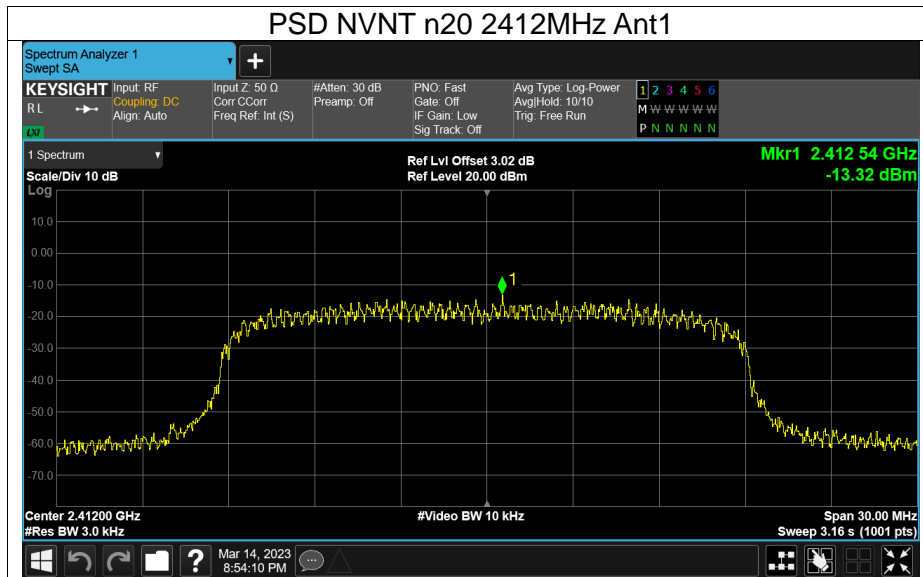 PSD NVNT n20 2412MHz Ant1
Spectrum Analyzer 1
Swept SA
+
KEYSIGHT
RL
LXI
Input: RF
Coupling: DC
Align: Auto
Input Z: 50 Ω
Corr CCorr
Freq Ref: Int (S)
#Atten: 30 dB
Preamp: Off
PNO: Fast
Gate: Off
IF Gain: Low
Sig Track: Off
Avg Type: Log-Power
Avg|Hold: 10/10
Trig: Free Run
1 2 3 4 5 6
M W W W W W
P N N N N N
1 Spectrum
Scale/Div 10 dB
Log
Ref Lvl Offset 3.02 dB
Ref Level 20.00 dBm
Mkr1 2.412 54 GHz
-13.32 dBm
10.0
0.00
-10.0
1
-20.0
-30.0
-40.0
-50.0
-60.0
-70.0
Center 2.41200 GHz
#Res BW 3.0 kHz
#Video BW 10 kHz
Span 30.00 MHz
Sweep 3.16 s (1001 pts)
?
Mar 14, 2023
8:54:10 PM